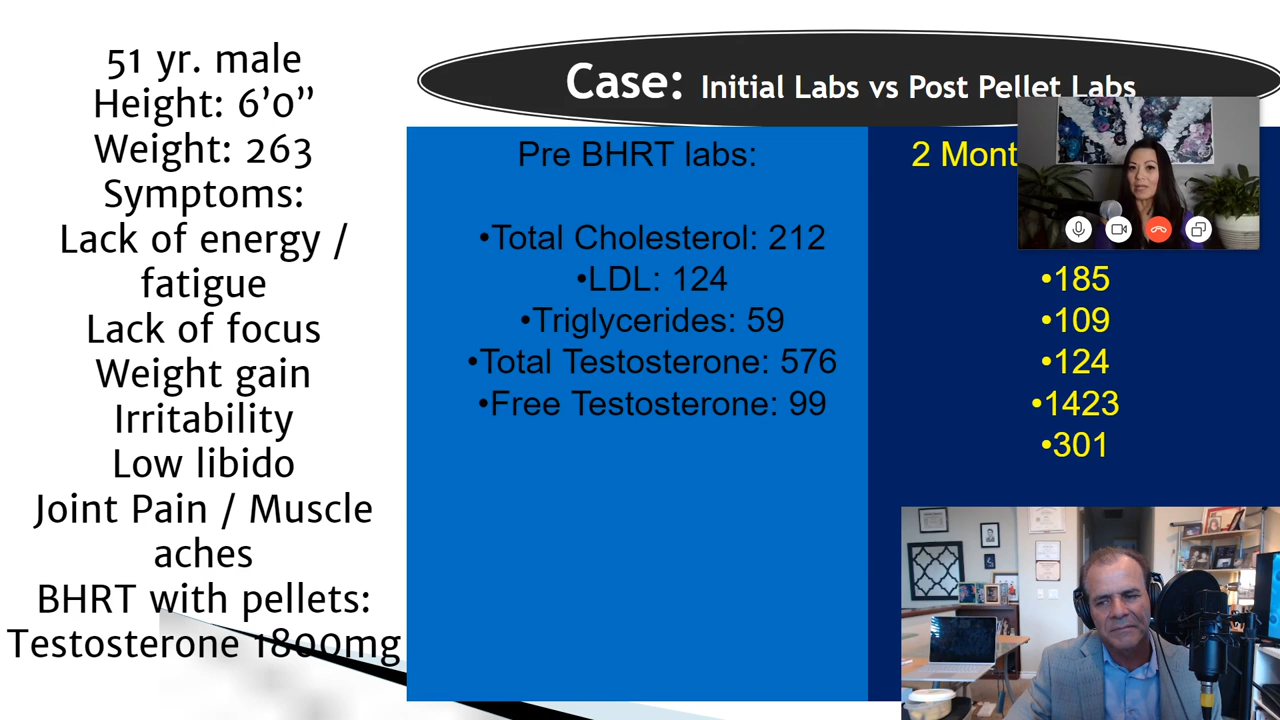 51 yr. male
Height: 6’0”
Weight: 263
Symptoms:
Lack of energy /
fatigue
Lack of focus
Weight gain
Irritability
Low libido
Joint Pain / Muscle
aches
BHRT with pellets:
Testosterone 1800mg
Case: Initial Labs vs Post Pellet Labs
Pre BHRT labs:
•Total Cholesterol: 212
•LDL: 124
•Triglycerides: 59
•Total Testosterone: 576
•Free Testosterone: 99
2 Mont
•185
•109
•124
•1423
•301